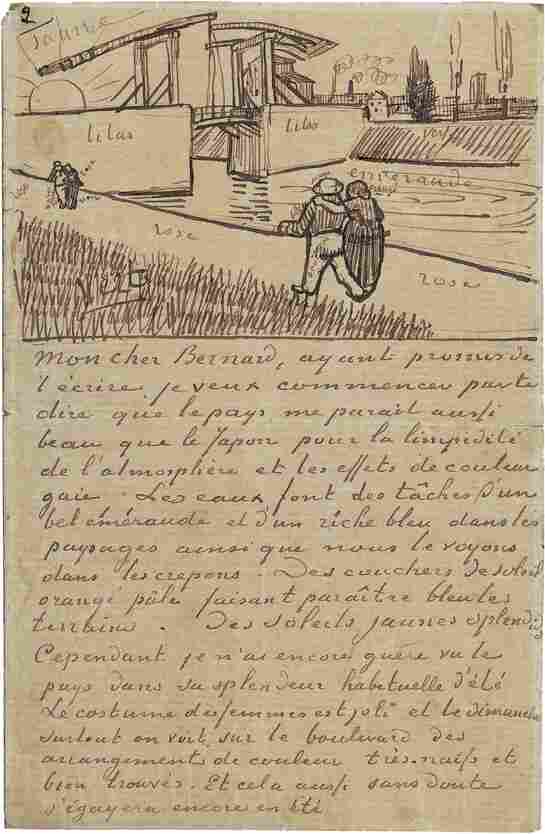 2
jaune
lilas
lilas
vert
emeraude
rose
rose
vert
Mon cher Bernard, ayant promis de
t'écrire je veux commencer par te
dire que le pays me parait aussi
beau que le Japon pour la limpidité
de l'atmosphère et les effets de couleur
gaie. Les eaux font des tâches d'un
bel émeraude et d'un riche bleu dans les
paysages ainsi que nous le voyons
dans les crepons. Des couchers de soleil
orangé pâle faisant paraître bleu les
terrains. Des soleils jaunes splendides
Cependant je n'ai encore guère vu le
pays dans sa splendeur habituelle d'été
Le costume des femmes est joli et le dimanche
surtout on voit sur le boulevard des
arrangements de couleur très naifs et
bien trouvés. Et cela aussi sans doute
s'égayera encore en été